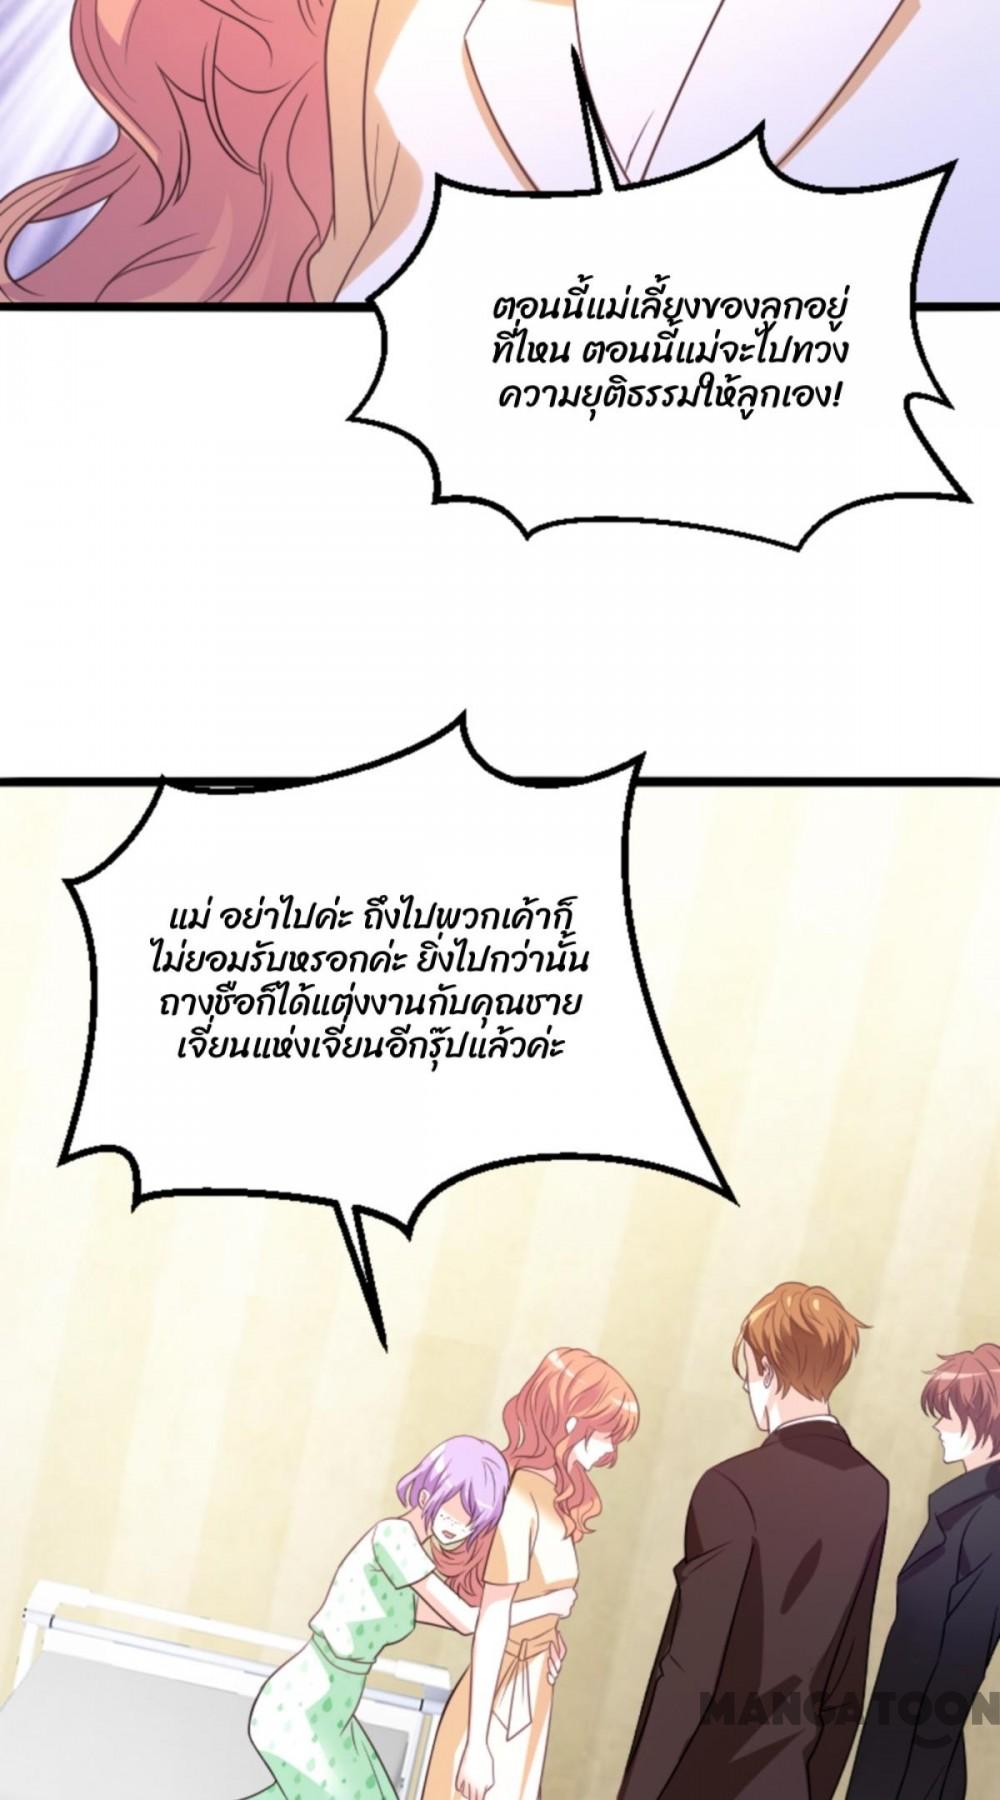 ตอนนี้แม่เลี้ยงของลูกอยู่
ที่ไหน ตอนนี้แม่จะไปทวง
ความยุติธรรมให้ลูกเอง!
แม่ อย่าไปค่ะ ถึงไปพวกเค้าก็
ไม่ยอมรับหรอกค่ะ ยิ่งไปกว่านั้น
ถางชือก็ได้แต่งงานกับคุณชาย
เจี่ยนแห่งเจี่ยนอีกรุ๊ปแล้วค่ะ
MANGATOON